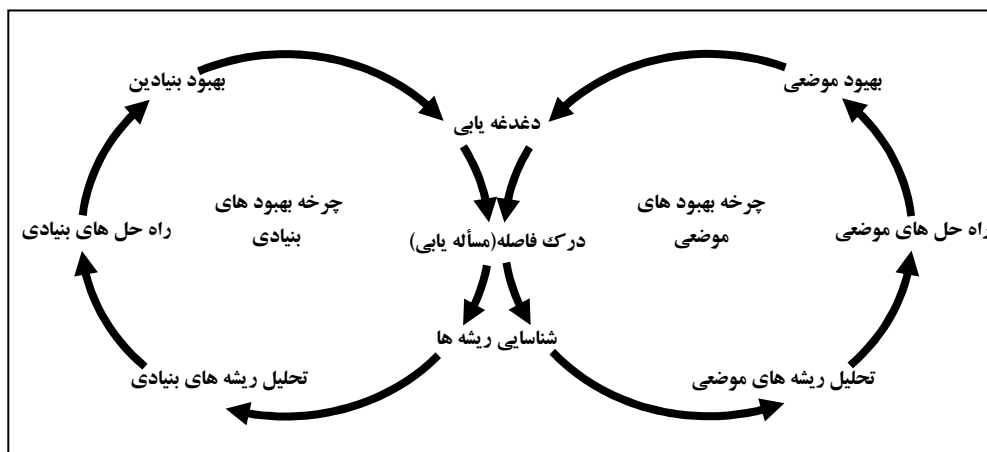 بهبود موضعی
بهبود بنیادین
دغدغه یابی
چرخه بهبود های
موضعی
چرخه بهبود های
بنیادی
راه حل های موضعی
درک فاصله(مسأله یابی)
راه حل های بنیادی
شناسایی ریشه ها
تحلیل ریشه های موضعی
تحلیل ریشه های بنیادی